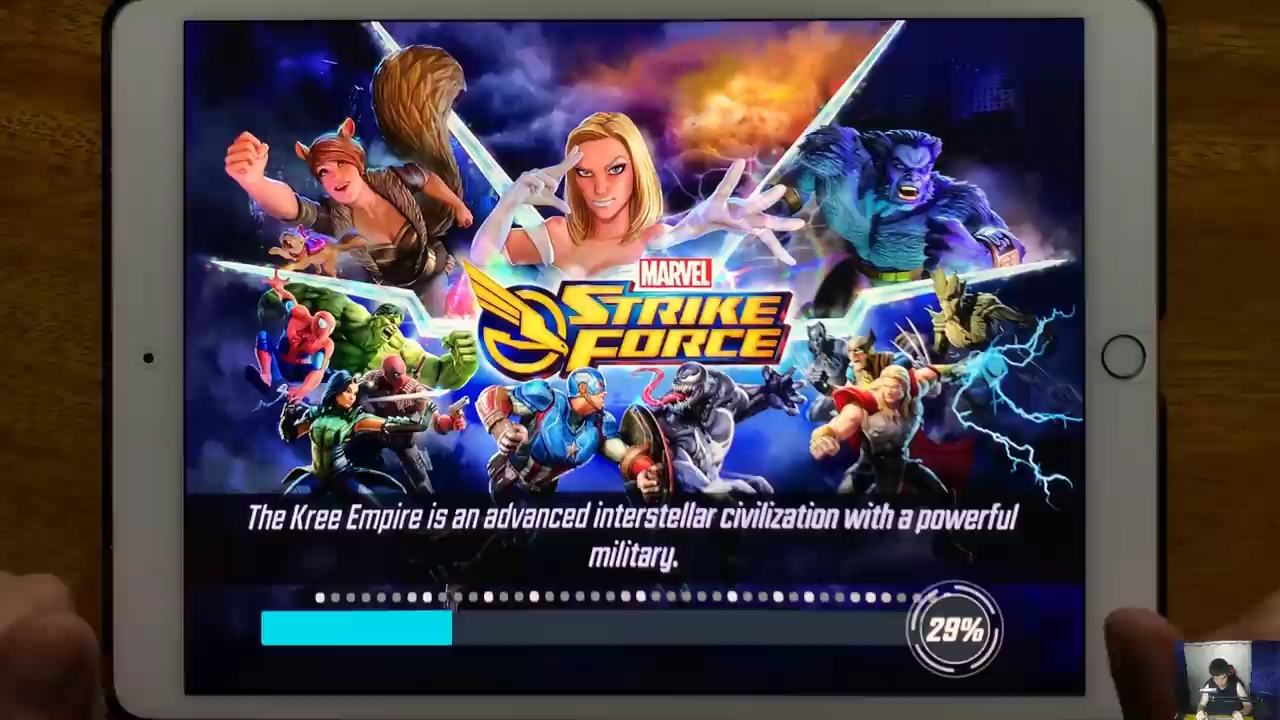 MARVEL
STRIKE
FORCE
The Kree Empire is an advanced interstellar civilization with a powerful
military.
29%